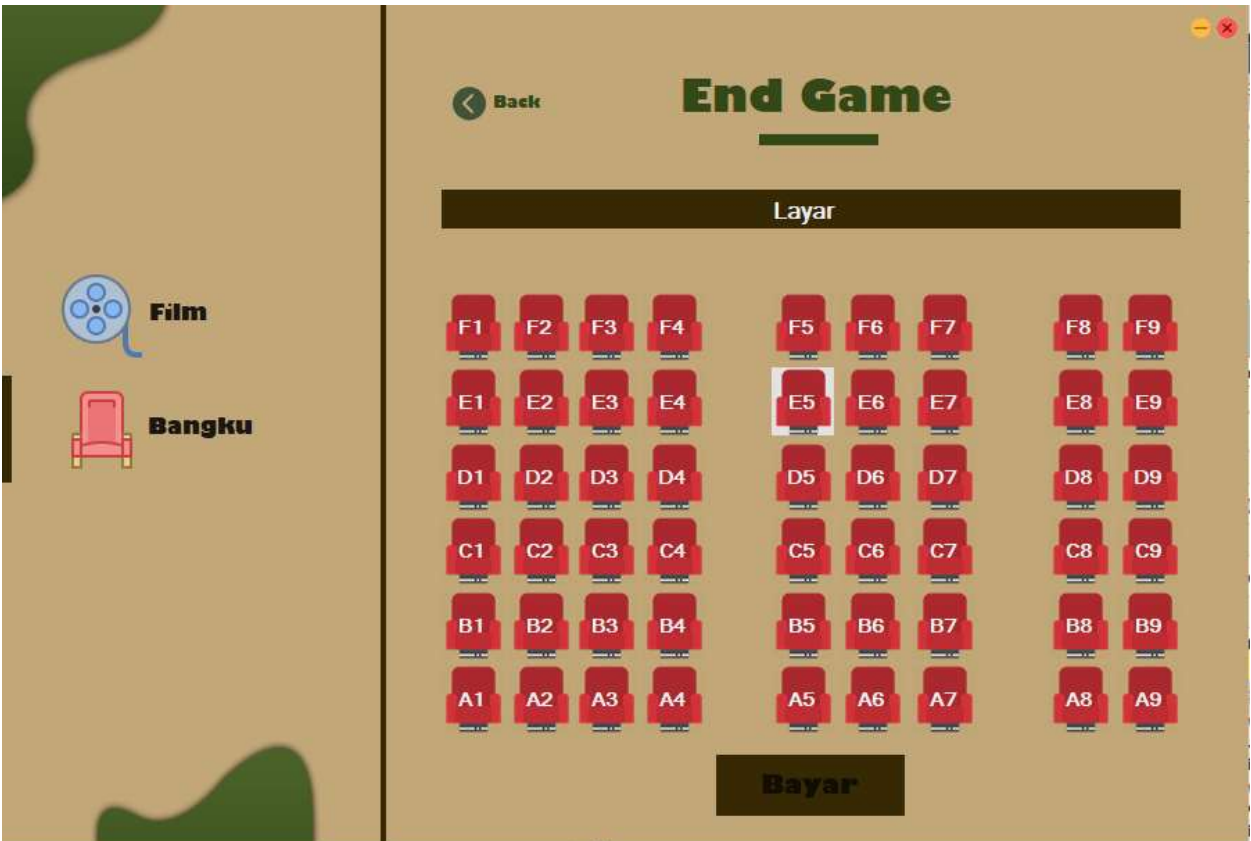 End Game
Back
Layar
Film
Bangku
F1 F2 F3 F4 F5 F6 F7 F8 F9
E1 E2 E3 E4 E5 E6 E7 E8 E9
D1 D2 D3 D4 D5 D6 D7 D8 D9
C1 C2 C3 C4 C5 C6 C7 C8 C9
B1 B2 B3 B4 B5 B6 B7 B8 B9
A1 A2 A3 A4 A5 A6 A7 A8 A9
Bayar